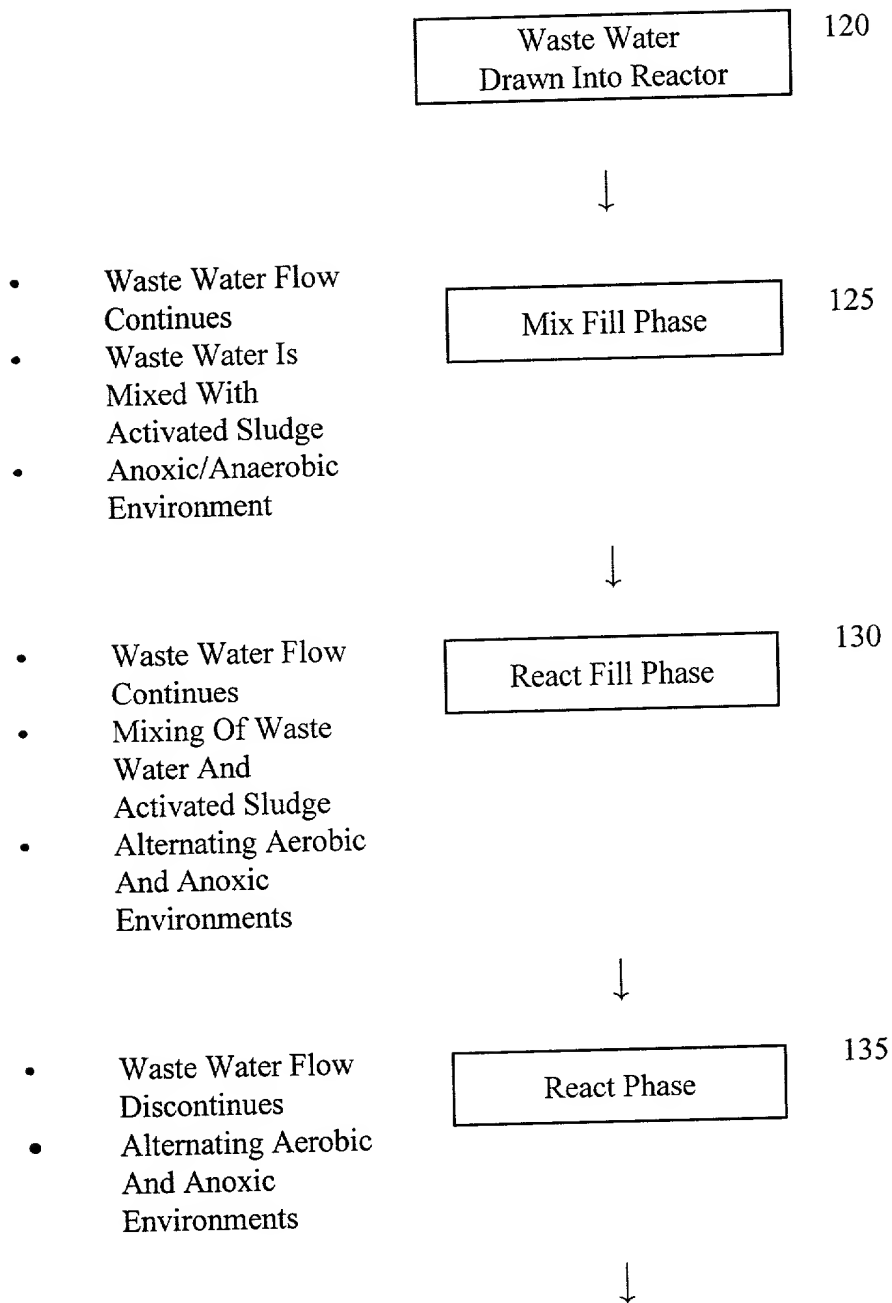 Waste Water
Drawn Into Reactor
120
↓
• Waste Water Flow
Continues
• Waste Water Is
Mixed With
Activated Sludge
• Anoxic/Anaerobic
Environment
Mix Fill Phase
125
↓
• Waste Water Flow
Continues
• Mixing Of Waste
Water And
Activated Sludge
• Alternating Aerobic
And Anoxic
Environments
React Fill Phase
130
↓
• Waste Water Flow
Discontinues
• Alternating Aerobic
And Anoxic
Environments
React Phase
135
↓